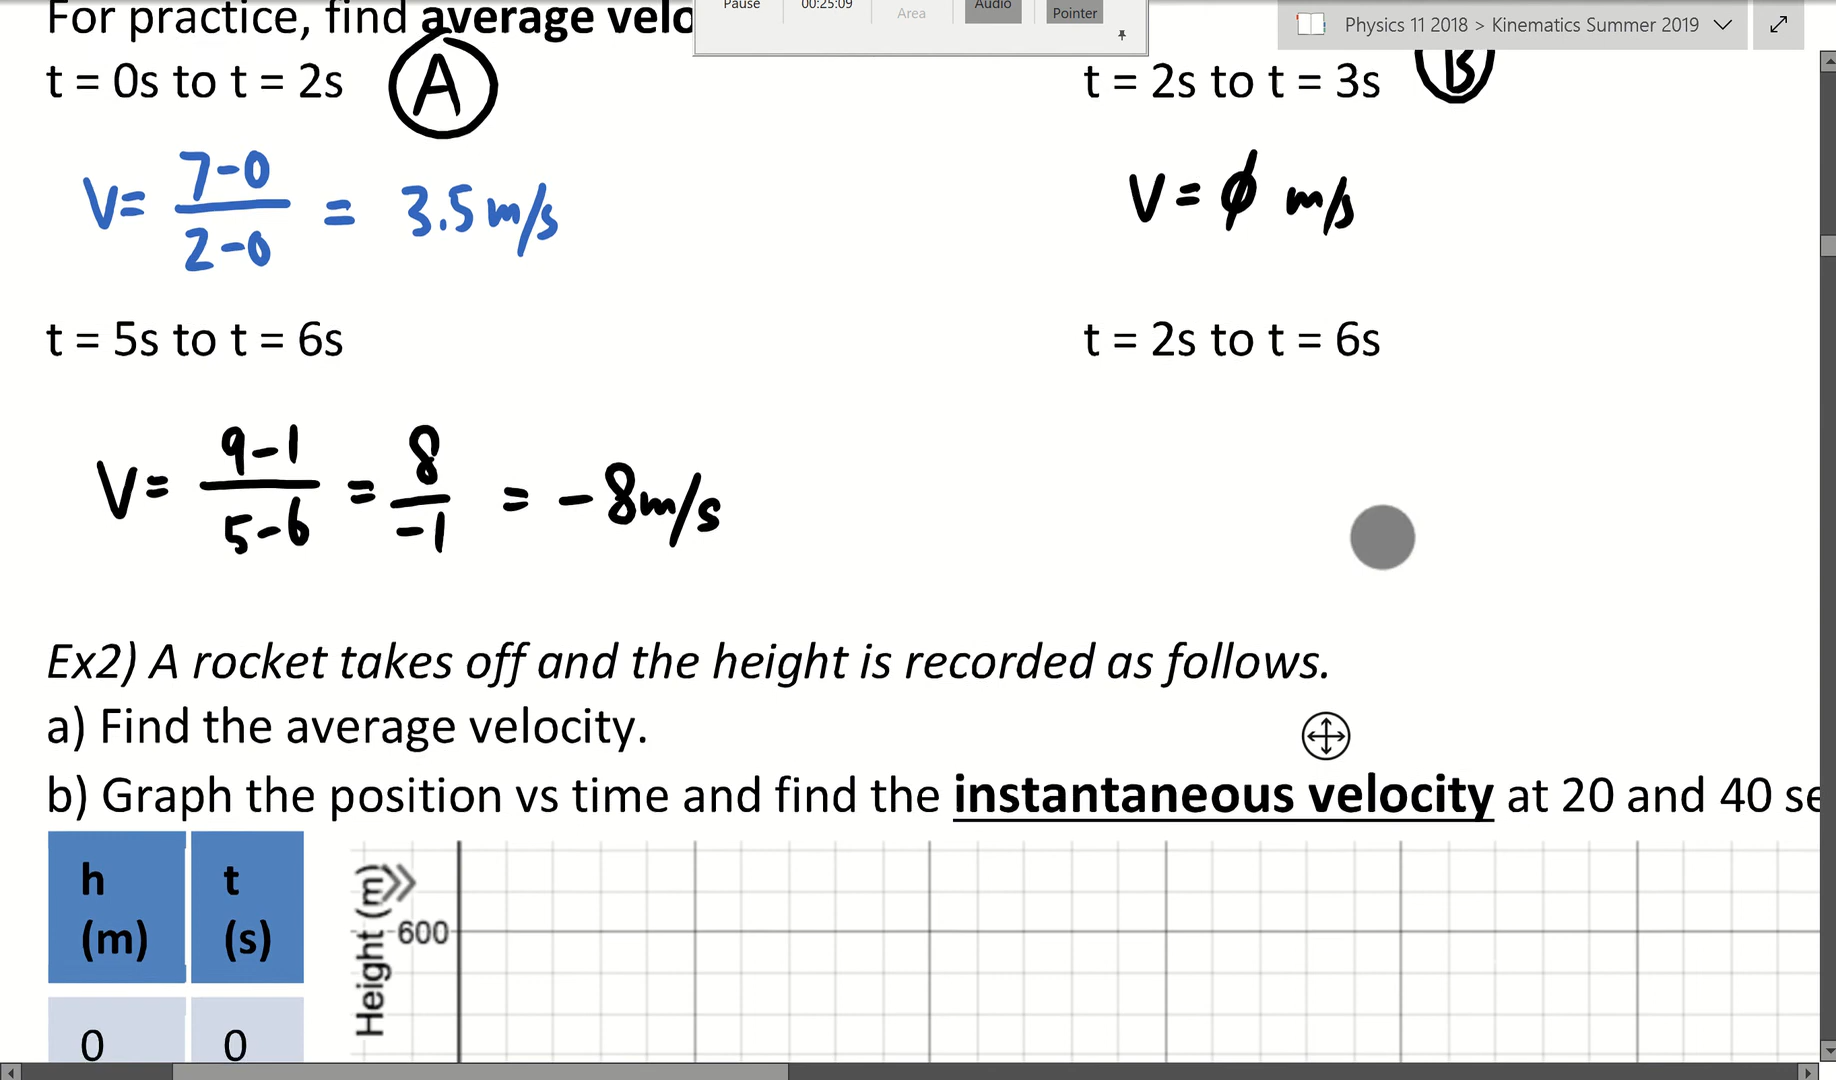 Pause
00:25:09
Area
Audio
Pointer
Physics 11 2018 > Kinematics Summer 2019
For practice, find average velo
t = 0s to t = 2s A
t = 2s to t = 3s B
V = 7-0 / 2-0 = 3.5 m/s
V = ϕ m/s
t = 5s to t = 6s
t = 2s to t = 6s
V = 9-1 / 5-6 = 8 / -1 = -8 m/s
Ex2) A rocket takes off and the height is recorded as follows.
a) Find the average velocity.
b) Graph the position vs time and find the instantaneous velocity at 20 and 40 se
h (m)
t (s)
0
0
Height (m)
600